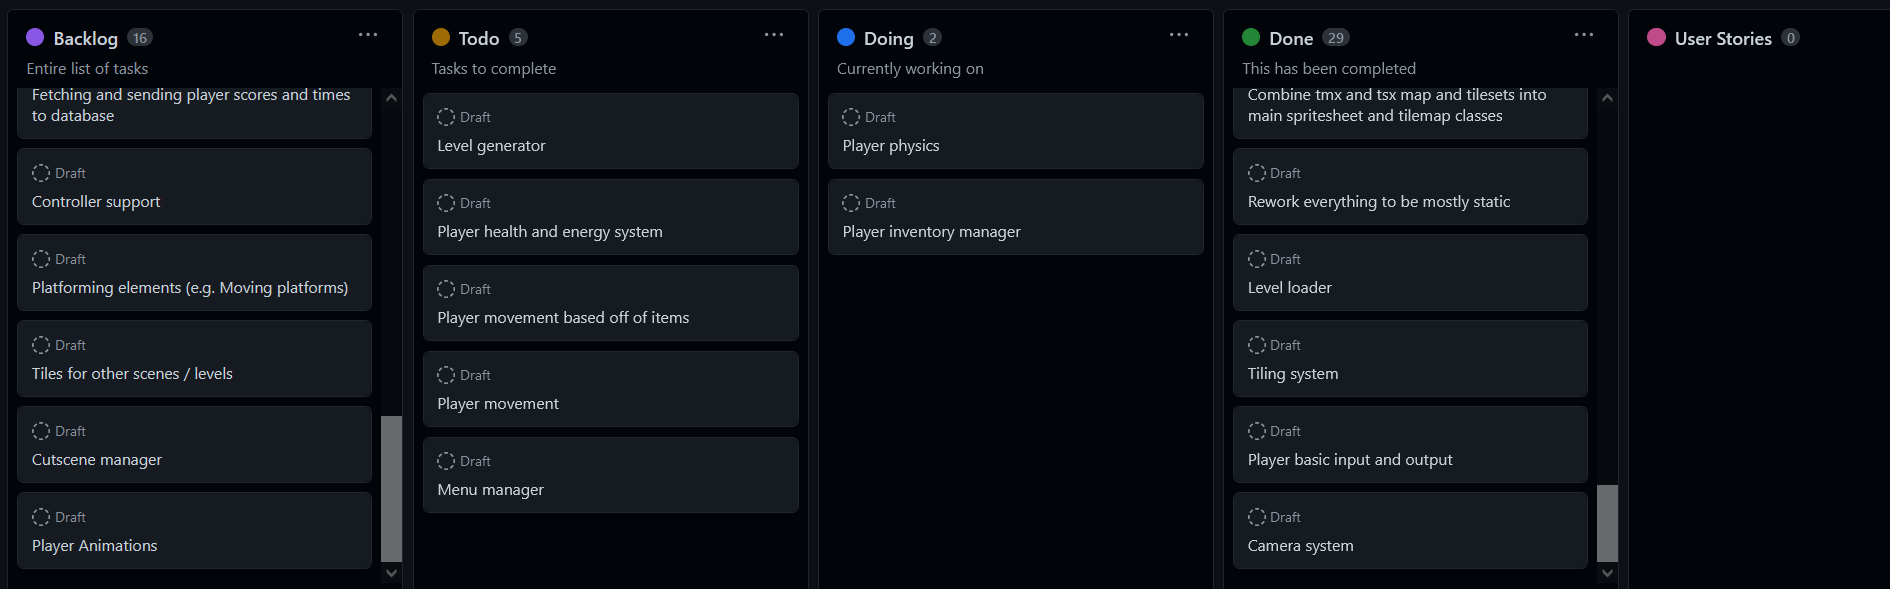 Backlog 16
Entire list of tasks
Fetching and sending player scores and times
to database
Draft
Controller support
Draft
Platforming elements (e.g. Moving platforms)
Draft
Tiles for other scenes / levels
Draft
Cutscene manager
Draft
Player Animations
Todo 5
Tasks to complete
Draft
Level generator
Draft
Player health and energy system
Draft
Player movement based off of items
Draft
Player movement
Draft
Menu manager
Doing 2
Currently working on
Draft
Player physics
Draft
Player inventory manager
Done 29
This has been completed
Combine tmx and tsx map and tilesets into
main spritesheet and tilemap classes
Draft
Rework everything to be mostly static
Draft
Level loader
Draft
Tiling system
Draft
Player basic input and output
Draft
Camera system
User Stories 0